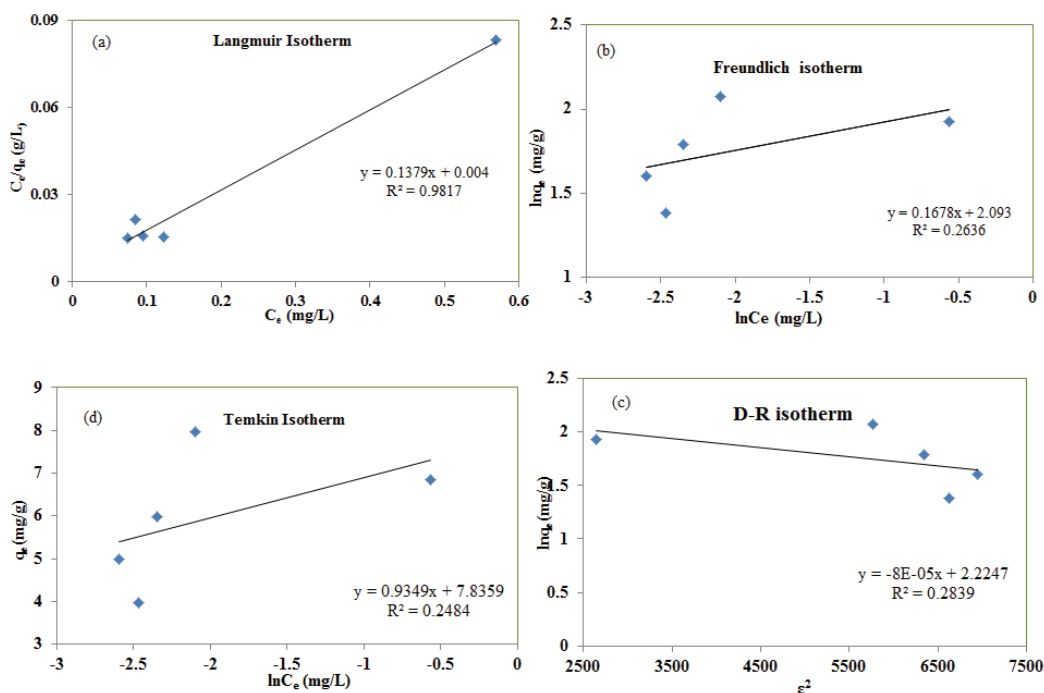 (a)
Langmuir Isotherm
0.09
0.06
0.03
0
Cₑ/qₑ (g/L)
y = 0.1379x + 0.004
R² = 0.9817
0 0.1 0.2 0.3 0.4 0.5 0.6
Cₑ (mg/L)
(b)
Freundlich isotherm
2.5
2
1.5
1
lnqₑ (mg/g)
y = 0.1678x + 2.093
R² = 0.2636
-3 -2.5 -2 -1.5 -1 -0.5 0
lnCe (mg/L)
(d)
Temkin Isotherm
9
8
7
6
5
4
3
qₑ (mg/g)
y = 0.9349x + 7.8359
R² = 0.2484
-3 -2.5 -2 -1.5 -1 -0.5 0
lnCₑ (mg/L)
(c)
D-R isotherm
2.5
2
1.5
1
0.5
0
lnqₑ (mg/g)
y = -8E-05x + 2.2247
R² = 0.2839
2500 3500 4500 5500 6500 7500
ε²